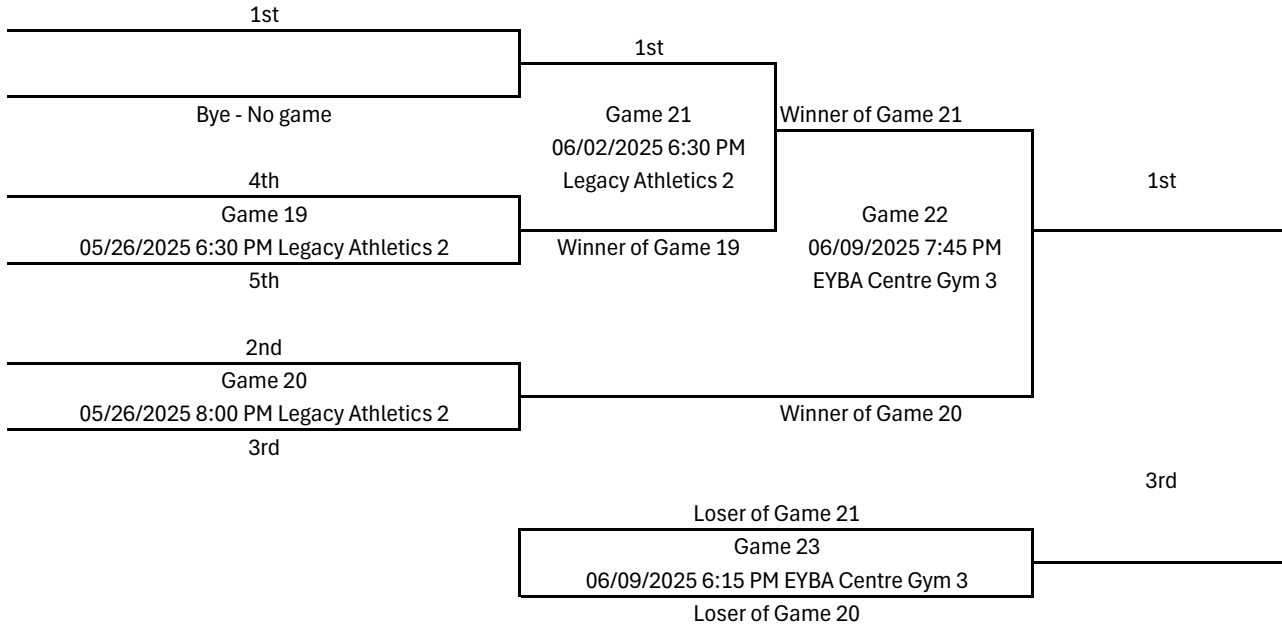 1st
1st
Bye - No game
Game 21
Winner of Game 21
06/02/2025 6:30 PM
4th
Legacy Athletics 2
1st
Game 19
Game 22
05/26/2025 6:30 PM Legacy Athletics 2
Winner of Game 19
06/09/2025 7:45 PM
5th
EYBA Centre Gym 3
2nd
Game 20
05/26/2025 8:00 PM Legacy Athletics 2
Winner of Game 20
3rd
3rd
Loser of Game 21
Game 23
06/09/2025 6:15 PM EYBA Centre Gym 3
Loser of Game 20